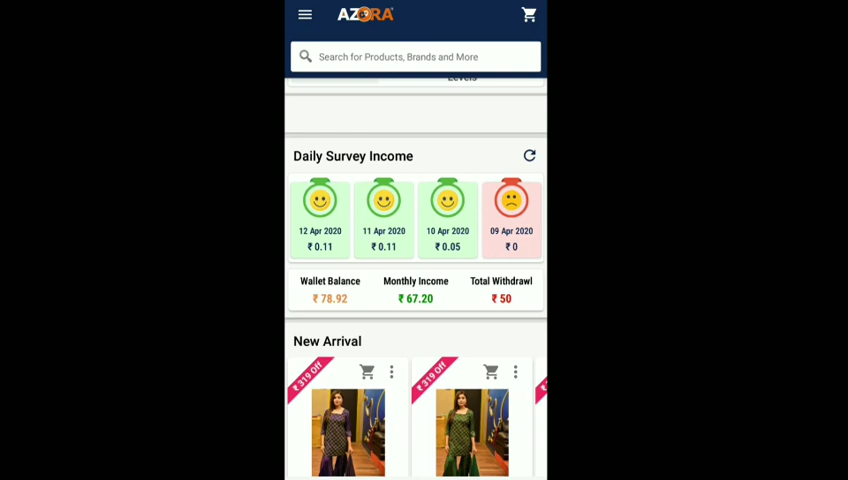 AZORA
Search for Products, Brands and More
Levels
Daily Survey Income
12 Apr 2020 11 Apr 2020 10 Apr 2020 09 Apr 2020
₹ 0.11 ₹ 0.11 ₹ 0.05 ₹ 0
Wallet Balance Monthly Income Total Withdrawl
₹ 78.92 ₹ 67.20 ₹ 50
New Arrival
₹ 319 Off ₹ 319 Off